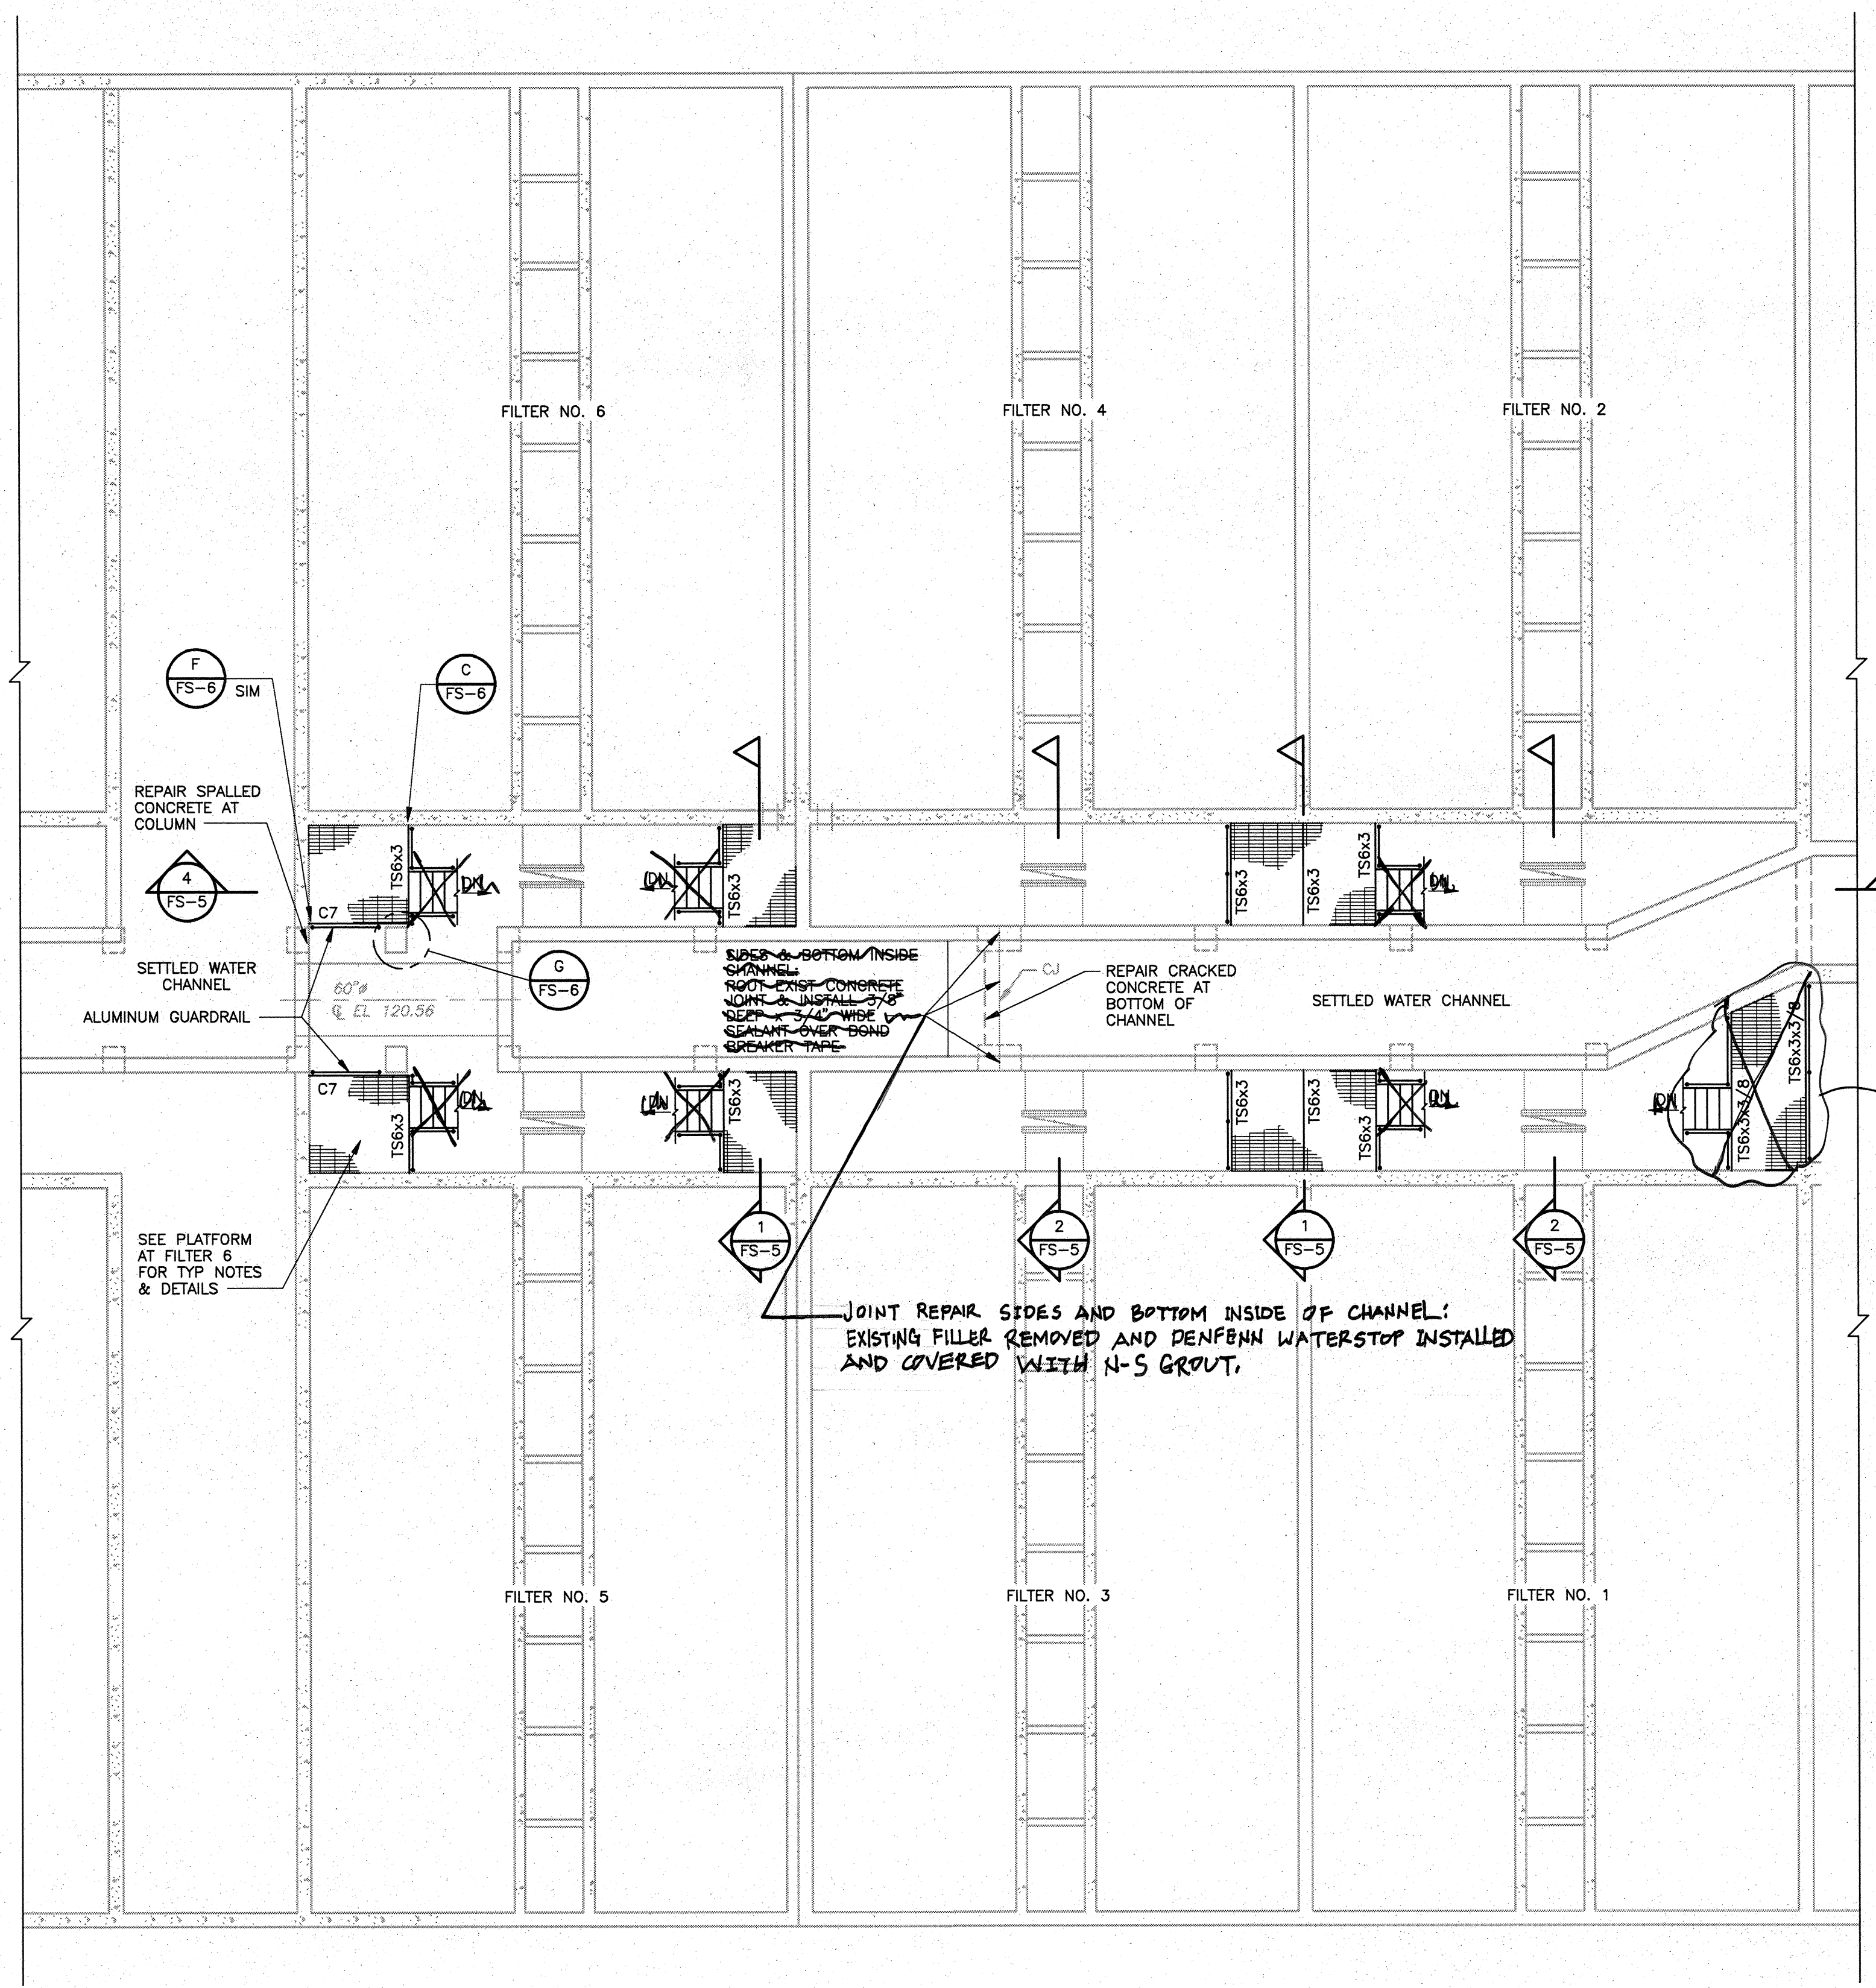 FILTER NO. 6
FILTER NO. 4
FILTER NO. 2
F
FS-6
SIM
C
FS-6
REPAIR SPALLED
CONCRETE AT
COLUMN
4
FS-5
TS6x3
DN
DN
TS6x3
TS6x3
TS6x3
TS6x3
DN
C7
SETTLED WATER
CHANNEL
ALUMINUM GUARDRAIL
60"ø
℄ EL 120.56
G
FS-6
SIDES & BOTTOM INSIDE
CHANNEL:
ROUT EXIST CONCRETE
JOINT & INSTALL 3/8"
DEEP x 3/4" WIDE
SEALANT OVER BOND
BREAKER TAPE
CJ
REPAIR CRACKED
CONCRETE AT
BOTTOM OF
CHANNEL
SETTLED WATER CHANNEL
C7
TS6x3
DN
DN
TS6x3
TS6x3
TS6x3
TS6x3
DN
DN
TS6x3x3/8
TS6x3x3/8
SEE PLATFORM
AT FILTER 6
FOR TYP NOTES
& DETAILS
1
FS-5
2
FS-5
1
FS-5
2
FS-5
JOINT REPAIR SIDES AND BOTTOM INSIDE OF CHANNEL:
EXISTING FILLER REMOVED AND DENFENN WATERSTOP INSTALLED
AND COVERED WITH N-S GROUT.
FILTER NO. 5
FILTER NO. 3
FILTER NO. 1